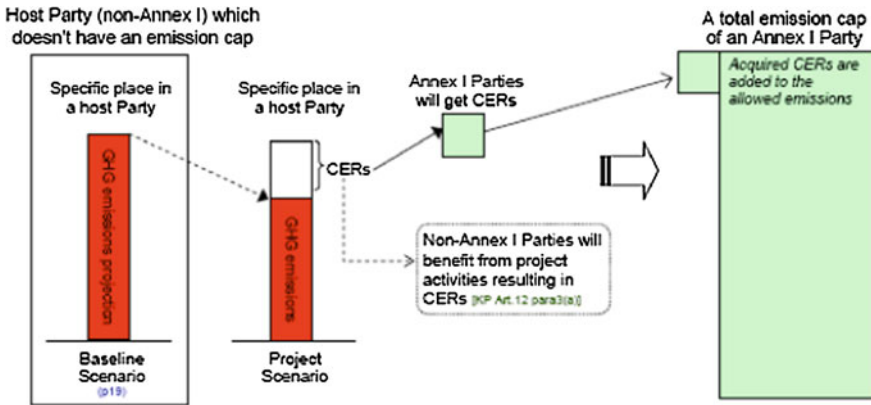 Host Party (non-Annex I) which
doesn't have an emission cap
Specific place in
a host Party
GHG emissions projection
Baseline
Scenario
(p19)
Specific place in
a host Party
CERs
GHG emissions
Project
Scenario
Annex I Parties
will get CERs
Non-Annex I Parties will
benefit from project
activities resulting in
CERs [KP Art.12 para3(a)]
A total emission cap
of an Annex I Party
Acquired CERs are
added to the
allowed emissions